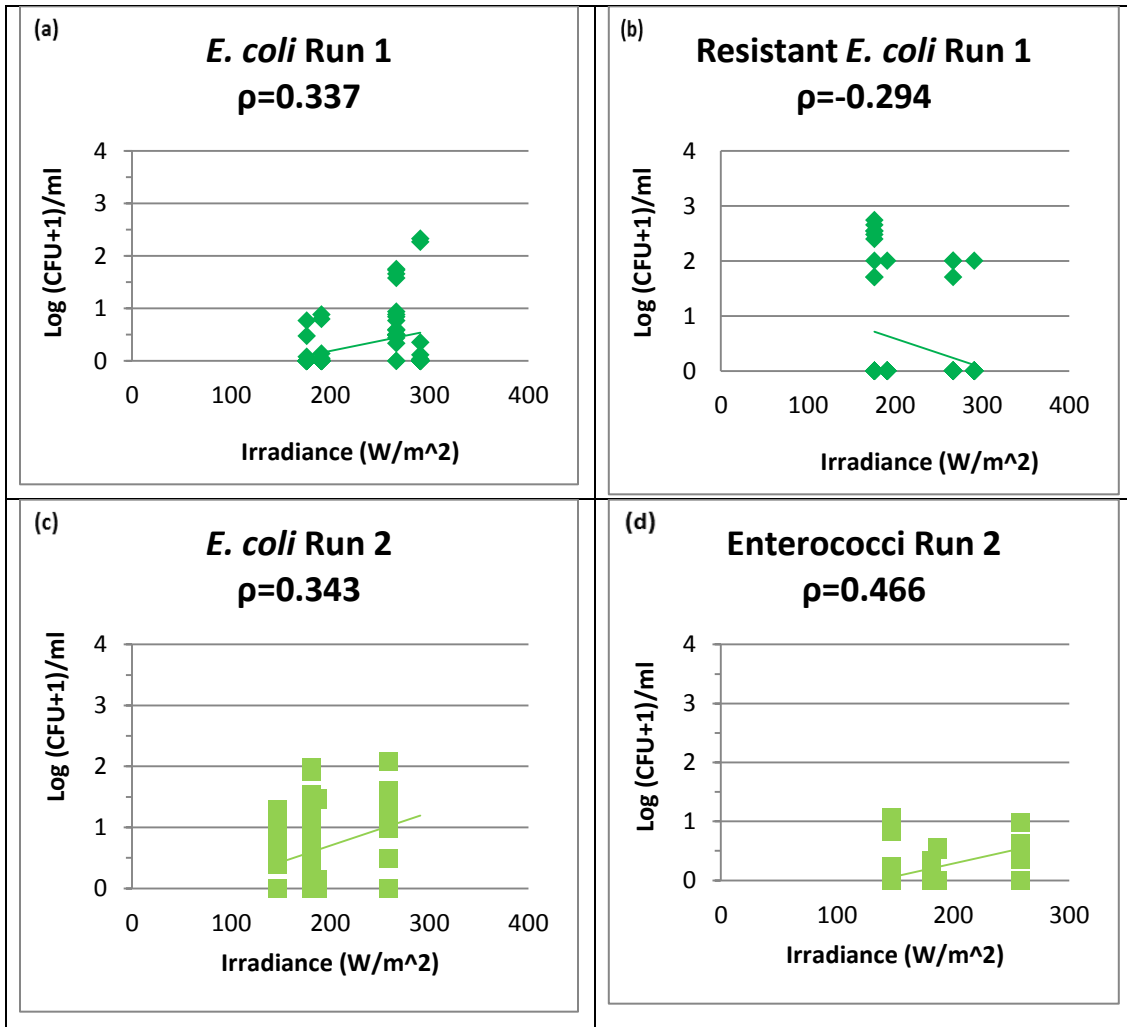 (a)
E. coli Run 1
ρ=0.337
Log (CFU+1)/ml
4
3
2
1
0
0 100 200 300 400
Irradiance (W/m^2)
(b)
Resistant E. coli Run 1
ρ=-0.294
Log (CFU+1)/ml
4
3
2
1
0
0 100 200 300 400
Irradiance (W/m^2)
(c)
E. coli Run 2
ρ=0.343
Log (CFU+1)/ml
4
3
2
1
0
0 100 200 300 400
Irradiance (W/m^2)
(d)
Enterococci Run 2
ρ=0.466
Log (CFU+1)/ml
4
3
2
1
0
0 100 200 300
Irradiance (W/m^2)